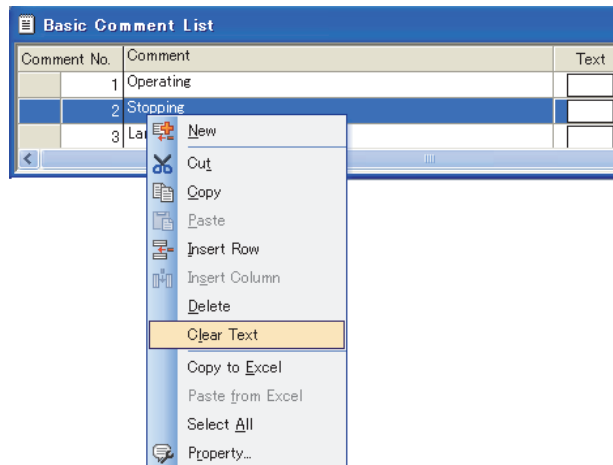 Basic Comment List
Comment No. Comment Text
1 Operating
2 Stopping
3
New
Cut
Copy
Paste
Insert Row
Insert Column
Delete
Clear Text
Copy to Excel
Paste from Excel
Select All
Property...